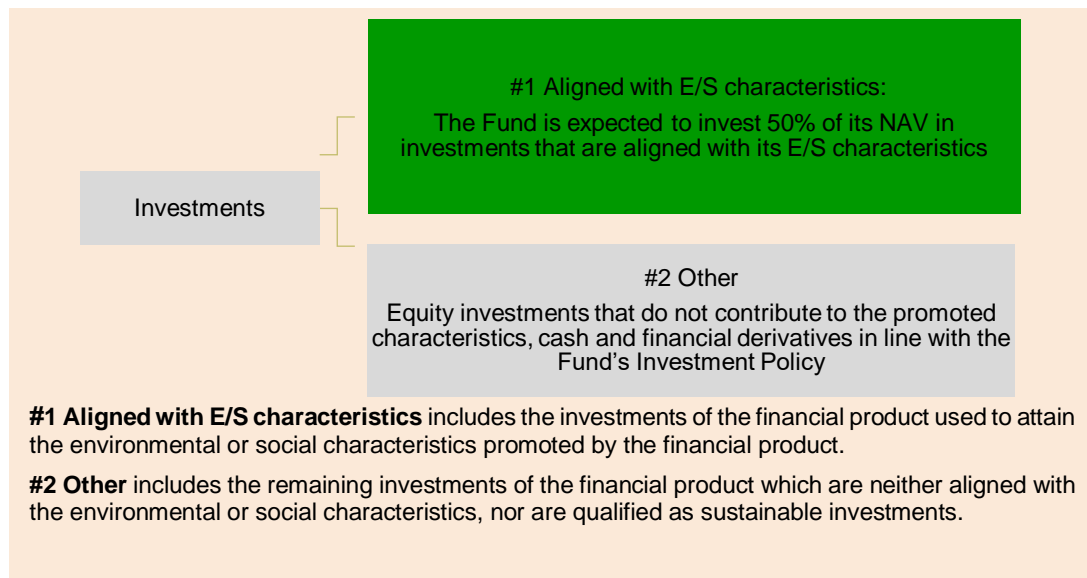 #1 Aligned with E/S characteristics:
The Fund is expected to invest 50% of its NAV in
investments that are aligned with its E/S characteristics
Investments
#2 Other
Equity investments that do not contribute to the promoted
characteristics, cash and financial derivatives in line with the
Fund's Investment Policy
#1 Aligned with E/S characteristics includes the investments of the financial product used to attain
the environmental or social characteristics promoted by the financial product.
#2 Other includes the remaining investments of the financial product which are neither aligned with
the environmental or social characteristics, nor are qualified as sustainable investments.